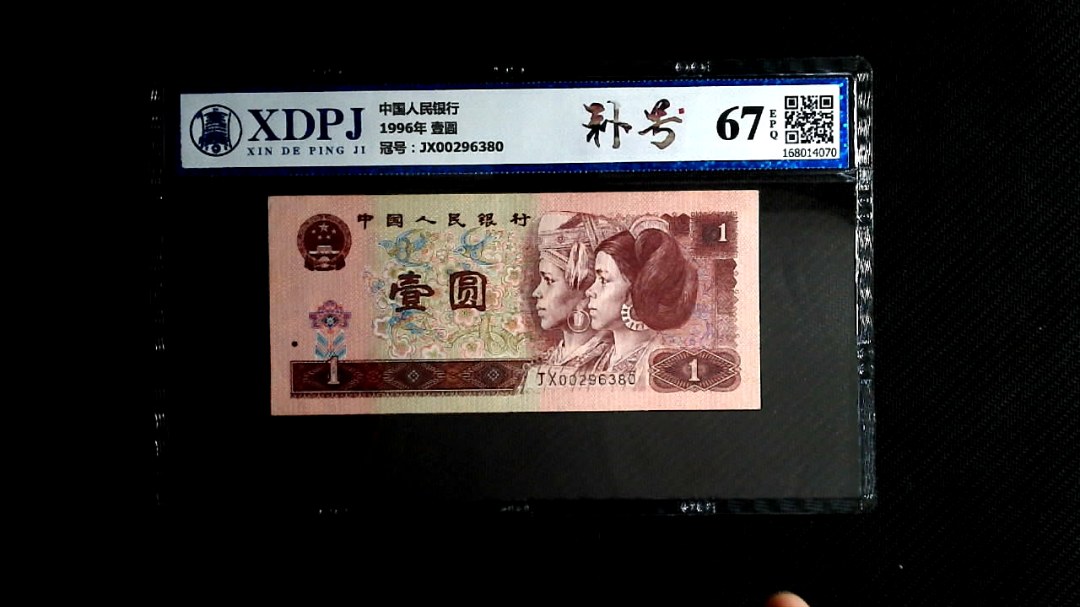 XDPJ
XIN DE PING JI
中国人民银行
1996年 壹圆
冠号：JX00296380
补号
67
EPQ
168014070
中国人民银行
1
壹圆
1
JX00296380
1